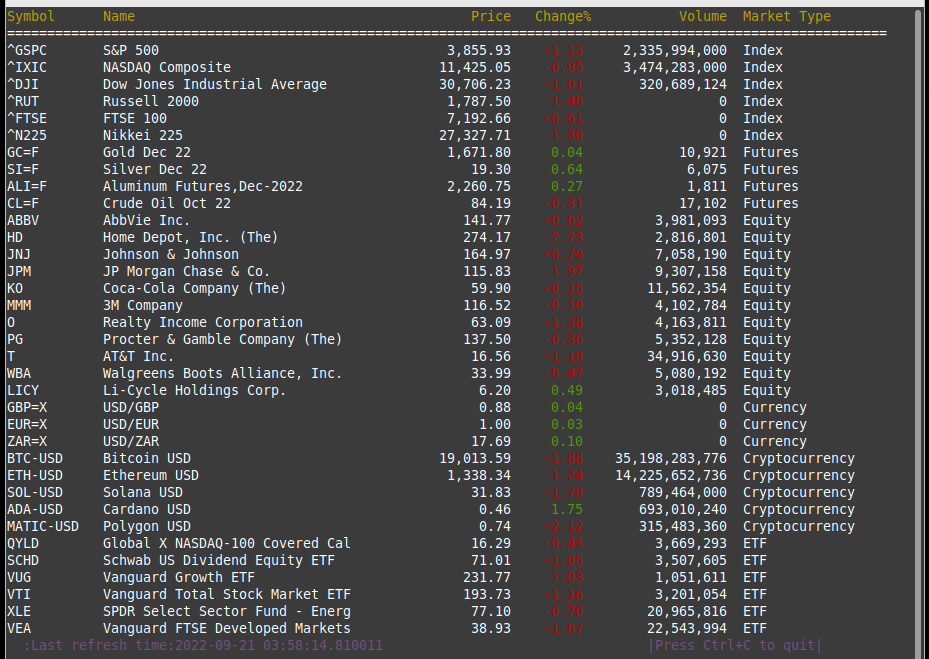 Symbol Name Price Change% Volume Market Type
===============================================================================================================
^GSPC S&P 500 3,855.93 -1.13 2,335,994,000 Index
^IXIC NASDAQ Composite 11,425.05 -0.95 3,474,283,000 Index
^DJI Dow Jones Industrial Average 30,706.23 -1.01 320,689,124 Index
^RUT Russell 2000 1,787.50 -1.40 0 Index
^FTSE FTSE 100 7,192.66 -0.61 0 Index
^N225 Nikkei 225 27,327.71 -1.30 0 Index
GC=F Gold Dec 22 1,671.80 0.04 10,921 Futures
SI=F Silver Dec 22 19.30 0.64 6,075 Futures
ALI=F Aluminum Futures,Dec-2022 2,260.75 0.27 1,811 Futures
CL=F Crude Oil Oct 22 84.19 -0.31 17,102 Futures
ABBV AbbVie Inc. 141.77 -0.62 3,981,093 Equity
HD Home Depot, Inc. (The) 274.17 -2.23 2,816,801 Equity
JNJ Johnson & Johnson 164.97 -0.79 7,058,190 Equity
JPM JP Morgan Chase & Co. 115.83 -1.97 9,307,158 Equity
KO Coca-Cola Company (The) 59.90 -0.15 11,562,354 Equity
MMM 3M Company 116.52 -0.10 4,102,784 Equity
O Realty Income Corporation 63.09 -1.38 4,163,811 Equity
PG Procter & Gamble Company (The) 137.50 -0.36 5,352,128 Equity
T AT&T Inc. 16.56 -1.19 34,916,630 Equity
WBA Walgreens Boots Alliance, Inc. 33.99 -0.47 5,080,192 Equity
LICY Li-Cycle Holdings Corp. 6.20 0.49 3,018,485 Equity
GBP=X USD/GBP 0.88 0.04 0 Currency
EUR=X USD/EUR 1.00 0.03 0 Currency
ZAR=X USD/ZAR 17.69 0.10 0 Currency
BTC-USD Bitcoin USD 19,013.59 -1.88 35,198,283,776 Cryptocurrency
ETH-USD Ethereum USD 1,338.34 -1.24 14,225,652,736 Cryptocurrency
SOL-USD Solana USD 31.83 -1.79 789,464,000 Cryptocurrency
ADA-USD Cardano USD 0.46 1.75 693,010,240 Cryptocurrency
MATIC-USD Polygon USD 0.74 -2.12 315,483,360 Cryptocurrency
QYLD Global X NASDAQ-100 Covered Cal 16.29 -0.43 3,669,293 ETF
SCHD Schwab US Dividend Equity ETF 71.01 -1.05 3,507,605 ETF
VUG Vanguard Growth ETF 231.77 -1.03 1,051,611 ETF
VTI Vanguard Total Stock Market ETF 193.73 -1.16 3,201,054 ETF
XLE SPDR Select Sector Fund - Energ 77.10 -0.70 20,965,816 ETF
VEA Vanguard FTSE Developed Markets 38.93 -1.67 22,543,994 ETF
:Last refresh time:2022-09-21 03:58:14.810011 |Press Ctrl+C to quit|